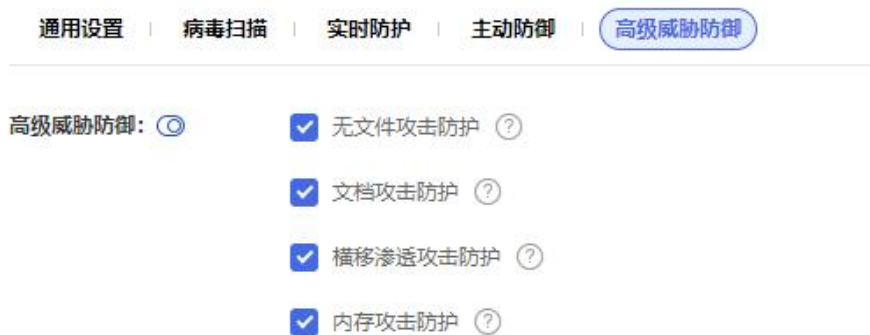 通用设置 病毒扫描 实时防护 主动防御 高级威胁防御
高级威胁防御: 无文件攻击防护 ?
文档攻击防护 ?
横移渗透攻击防护 ?
内存攻击防护 ?